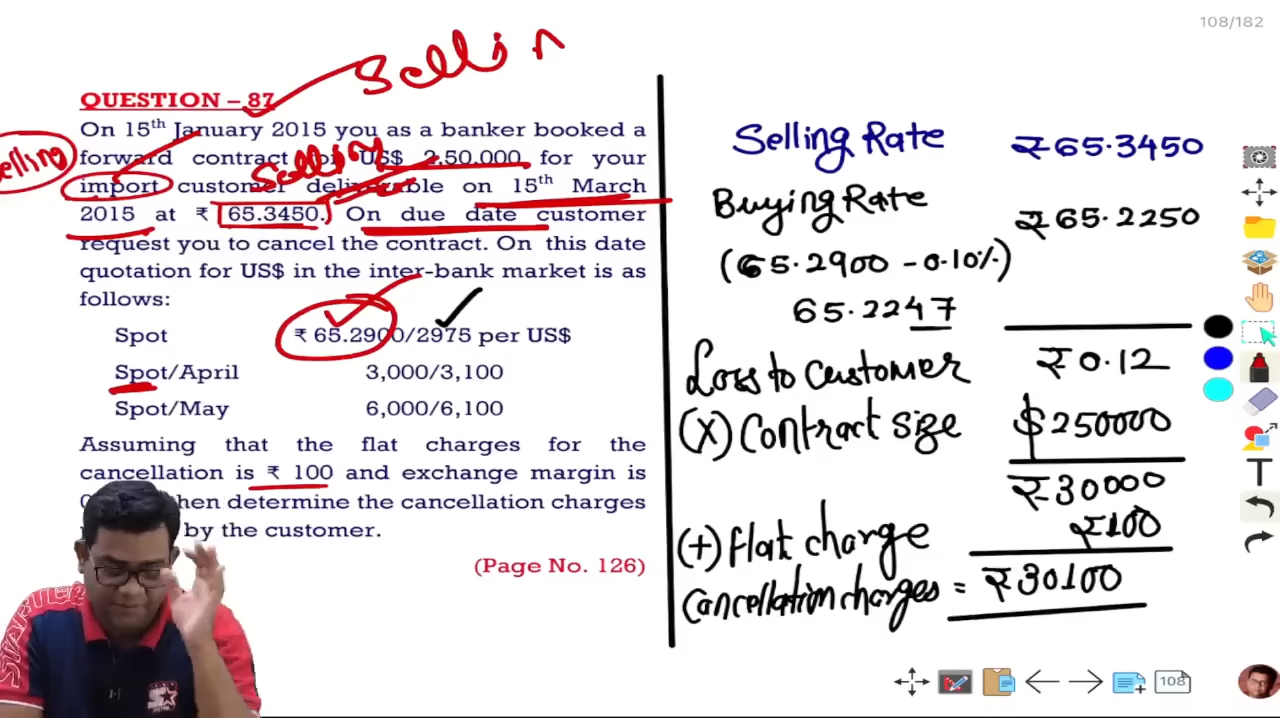 108/182
Sellin
QUESTION – 87
On 15th January 2015 you as a banker booked a
forward contract for US$ 2,50,000 for your
selling
Selling
import customer deliverable on 15th March
2015 at ₹ 65.3450. On due date customer
request you to cancel the contract. On this date
quotation for US$ in the inter-bank market is as
follows:
Spot ₹ 65.2900/2975 per US$
Spot/April 3,000/3,100
Spot/May 6,000/6,100
Assuming that the flat charges for the
cancellation is ₹ 100 and exchange margin is
then determine the cancellation charges
by the customer.
(Page No. 126)
Selling Rate ₹65.3450
Buying Rate ₹65.2250
(65.2900 - 0.10%)
65.2247
Loss to customer ₹0.12
(X) Contract size $250000
₹30000
(+) Flat charge ₹100
Cancellation charges = ₹30100
STARTER
108